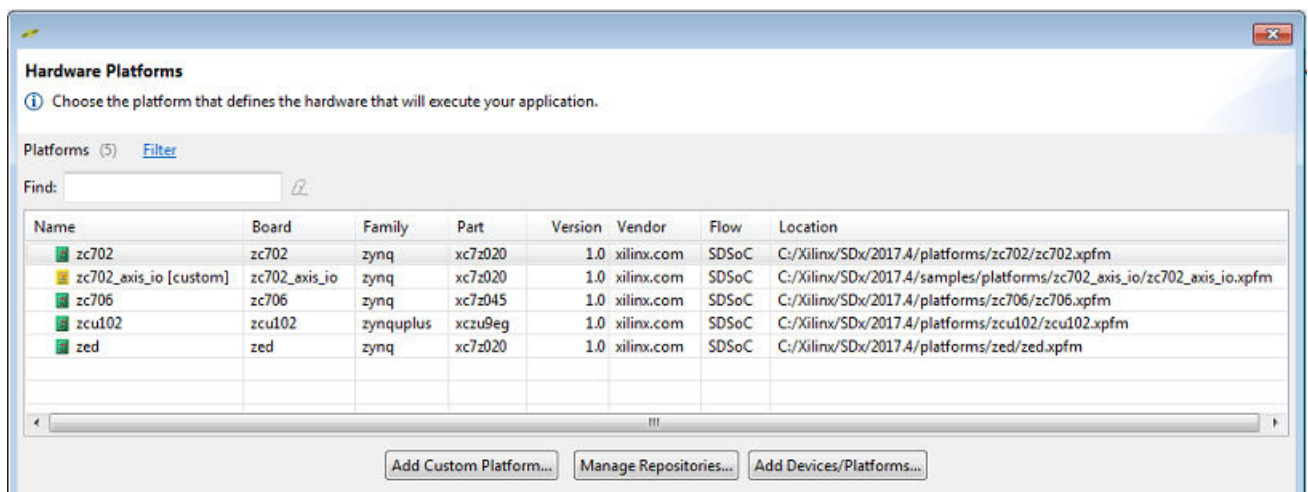 Hardware Platforms
Choose the platform that defines the hardware that will execute your application.
Platforms (5) Filter
Find:
Name Board Family Part Version Vendor Flow Location
zc702 zc702 zynq xc7z020 1.0 xilinx.com SDSoC C:/Xilinx/SDx/2017.4/platforms/zc702/zc702.xpfm
zc702_axis_io [custom] zc702_axis_io zynq xc7z020 1.0 xilinx.com SDSoC C:/Xilinx/SDx/2017.4/samples/platforms/zc702_axis_io/zc702_axis_io.xpfm
zc706 zc706 zynq xc7z045 1.0 xilinx.com SDSoC C:/Xilinx/SDx/2017.4/platforms/zc706/zc706.xpfm
zcu102 zcu102 zynquplus xczu9eg 1.0 xilinx.com SDSoC C:/Xilinx/SDx/2017.4/platforms/zcu102/zcu102.xpfm
zed zed zynq xc7z020 1.0 xilinx.com SDSoC C:/Xilinx/SDx/2017.4/platforms/zed/zed.xpfm
Add Custom Platform... Manage Repositories... Add Devices/Platforms...